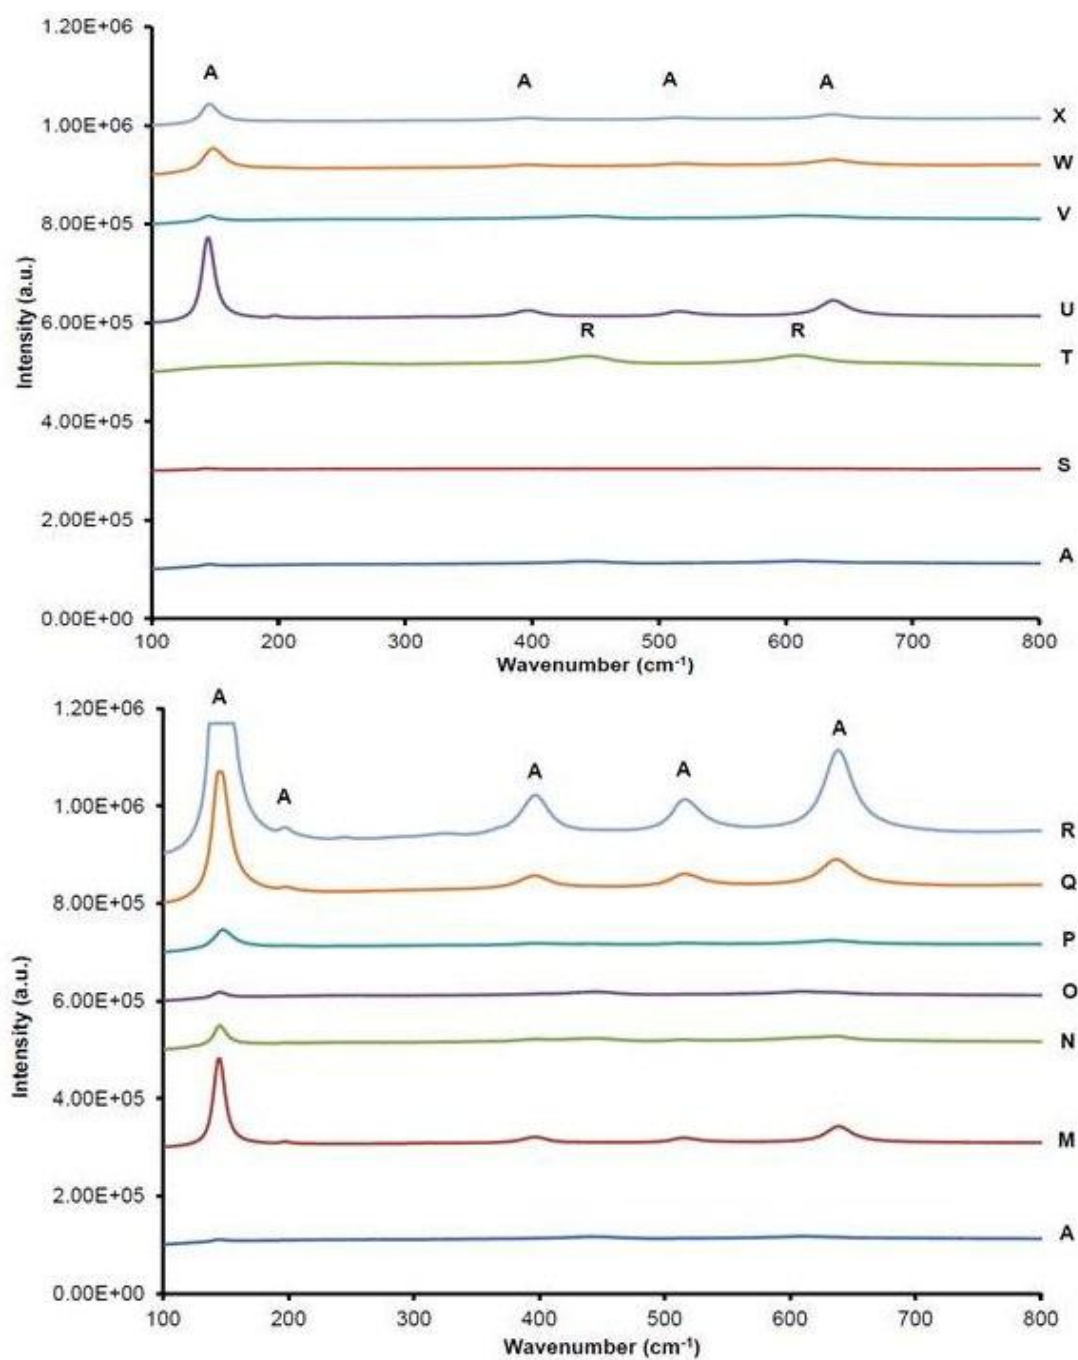 1.20E+06
A
A A A
1.00E+06 X
W
V
8.00E+05
Intensity (a.u.)
U
6.00E+05
R R
T
4.00E+05
S
2.00E+05
A
0.00E+00
100 200 300 400 500 600 700 800
Wavenumber (cm⁻¹)
A
1.20E+06
A
A A
A
1.00E+06
R
Q
8.00E+05
P
Intensity (a.u.)
O
6.00E+05
N
4.00E+05
M
2.00E+05
A
0.00E+00
100 200 300 400 500 600 700 800
Wavenumber (cm⁻¹)